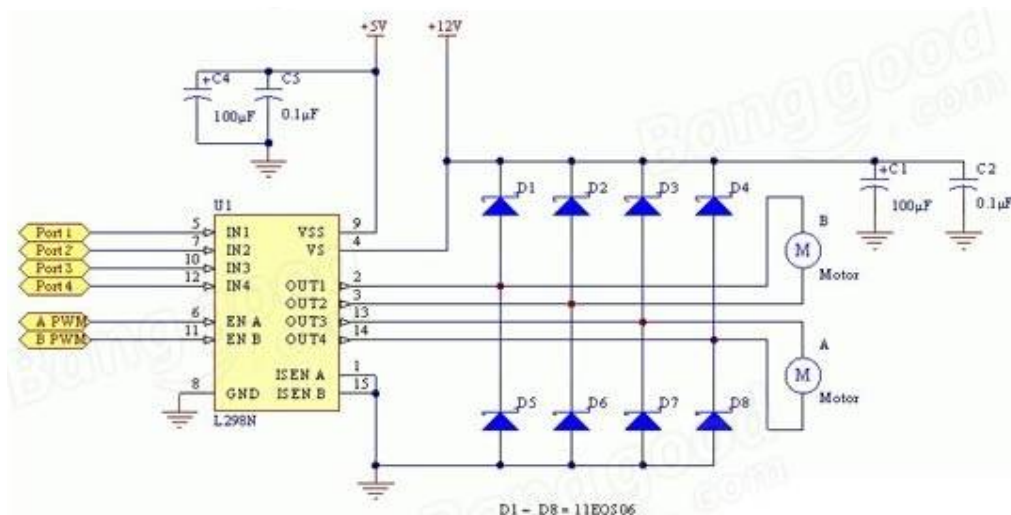 +5V
+12V
+C4
100µF
C5
0.1µF
D1
D2
D3
D4
+C1
100µF
C2
0.1µF
U1
Port 1
Port 2
Port 3
Port 4
A PWM
B PWM
5
7
10
12
6
11
8
IN1
IN2
IN3
IN4
EN A
EN B
GND
VSS
VS
OUT1
OUT2
OUT3
OUT4
ISEN A
ISEN B
9
4
2
3
13
14
1
15
L298N
B
M
Motor
A
M
Motor
D5
D6
D7
D8
D1 - D8 = 11EQS06
Banggood
.com
Banggood
Banggood
.com